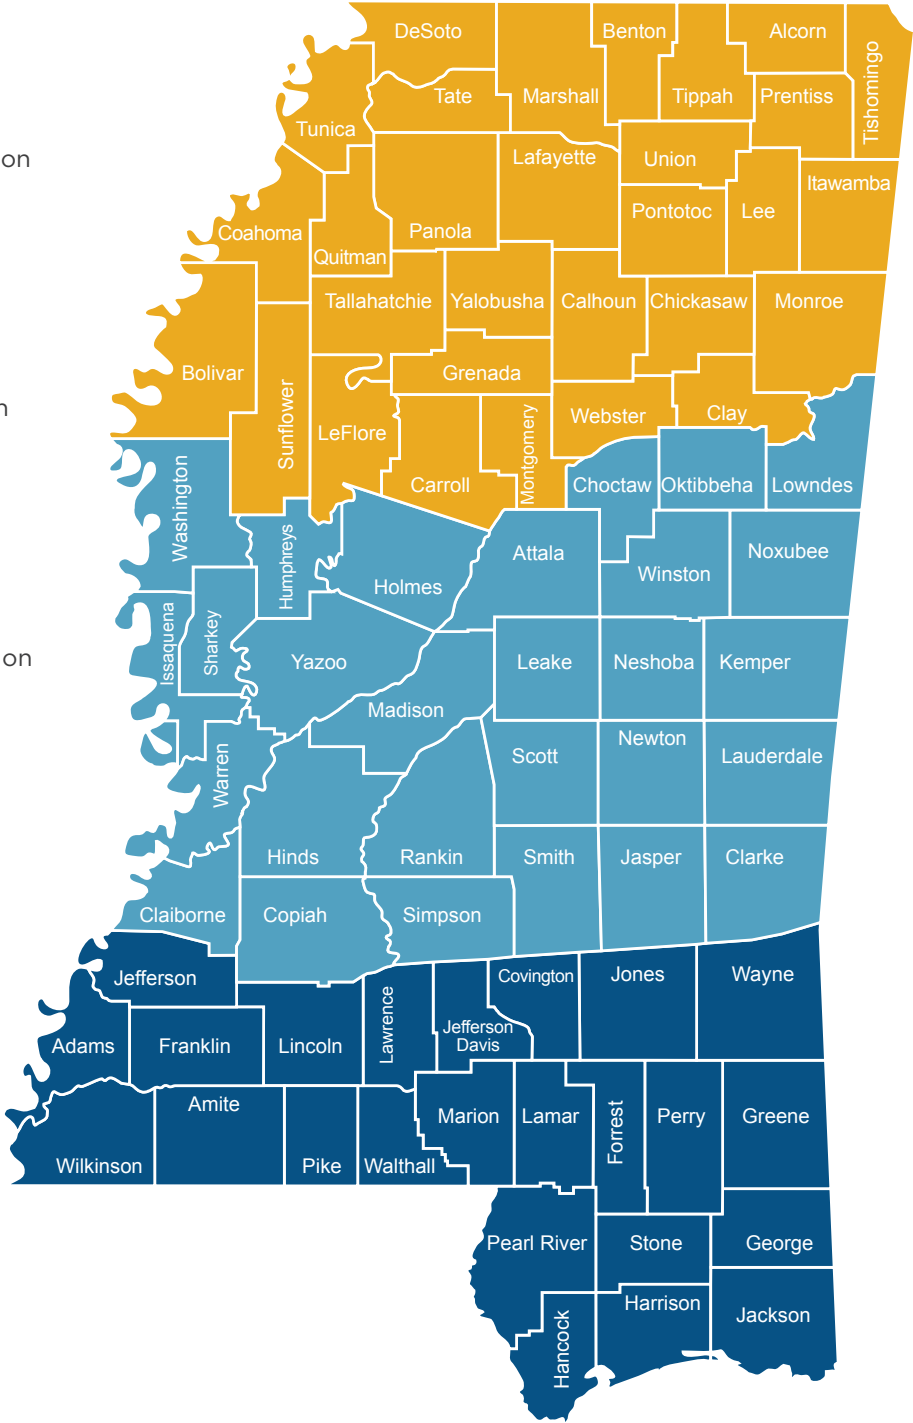 DeSoto
Benton
Alcorn
Tishomingo
Tate
Marshall
Tippah
Prentiss
Tunica
on
Lafayette
Union
Itawamba
Coahoma
Quitman
Panola
Pontotoc
Lee
Tallahatchie
Yalobusha
Calhoun
Chickasaw
Monroe
Bolivar
Sunflower
Grenada
n
LeFlore
Webster
Clay
Carroll
Montgomery
Choctaw
Oktibbeha
Lowndes
Washington
Humphreys
Holmes
Attala
Winston
Noxubee
on
Issaquena
Sharkey
Yazoo
Leake
Neshoba
Kemper
Madison
Warren
Scott
Newton
Lauderdale
Hinds
Rankin
Smith
Jasper
Clarke
Claiborne
Copiah
Simpson
Jefferson
Covington
Jones
Wayne
Adams
Franklin
Lincoln
Lawrence
Jefferson
Davis
Wilkinson
Amite
Pike
Walthall
Marion
Lamar
Forrest
Perry
Greene
Pearl River
Stone
George
Hancock
Harrison
Jackson